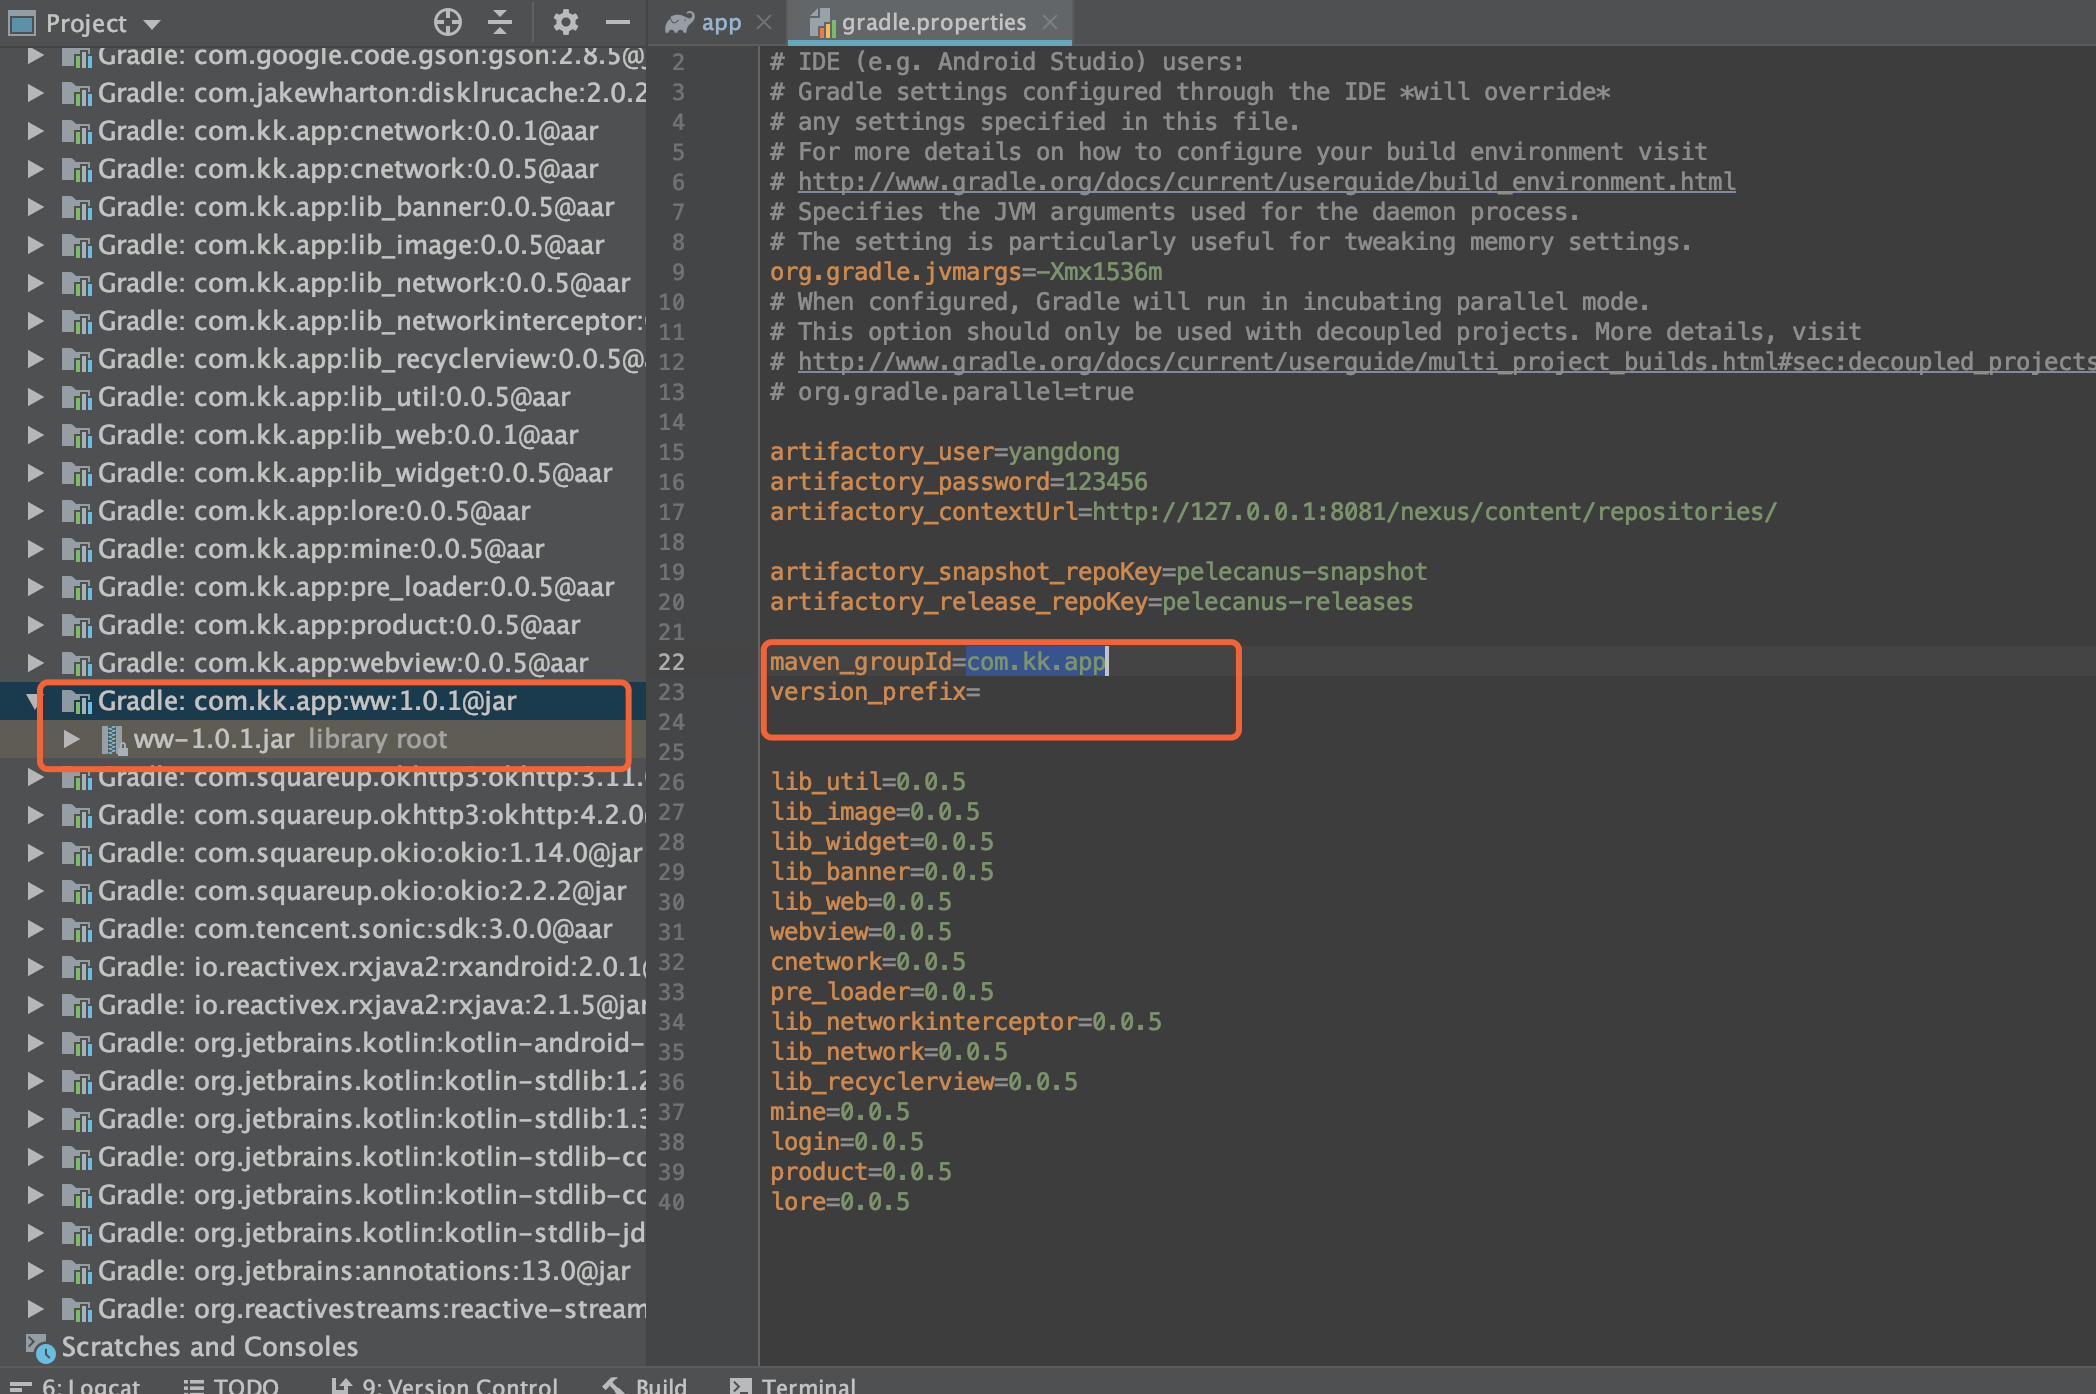 Project
Gradle: com.google.code.gson:gson:2.8.5@j
Gradle: com.jakewharton:disklrucache:2.0.2
Gradle: com.kk.app:cnetwork:0.0.1@aar
Gradle: com.kk.app:cnetwork:0.0.5@aar
Gradle: com.kk.app:lib_banner:0.0.5@aar
Gradle: com.kk.app:lib_image:0.0.5@aar
Gradle: com.kk.app:lib_network:0.0.5@aar
Gradle: com.kk.app:lib_networkinterceptor:
Gradle: com.kk.app:lib_recyclerview:0.0.5@
Gradle: com.kk.app:lib_util:0.0.5@aar
Gradle: com.kk.app:lib_web:0.0.1@aar
Gradle: com.kk.app:lib_widget:0.0.5@aar
Gradle: com.kk.app:lore:0.0.5@aar
Gradle: com.kk.app:mine:0.0.5@aar
Gradle: com.kk.app:pre_loader:0.0.5@aar
Gradle: com.kk.app:product:0.0.5@aar
Gradle: com.kk.app:webview:0.0.5@aar
Gradle: com.kk.app:ww:1.0.1@jar
ww-1.0.1.jar library root
Gradle: com.squareup.okhttp3:okhttp:3.11.
Gradle: com.squareup.okhttp3:okhttp:4.2.0
Gradle: com.squareup.okio:okio:1.14.0@jar
Gradle: com.squareup.okio:okio:2.2.2@jar
Gradle: com.tencent.sonic:sdk:3.0.0@aar
Gradle: io.reactivex.rxjava2:rxandroid:2.0.1
Gradle: io.reactivex.rxjava2:rxjava:2.1.5@jar
Gradle: org.jetbrains.kotlin:kotlin-android-
Gradle: org.jetbrains.kotlin:kotlin-stdlib:1.2
Gradle: org.jetbrains.kotlin:kotlin-stdlib:1.3
Gradle: org.jetbrains.kotlin:kotlin-stdlib-co
Gradle: org.jetbrains.kotlin:kotlin-stdlib-co
Gradle: org.jetbrains.kotlin:kotlin-stdlib-jd
Gradle: org.jetbrains:annotations:13.0@jar
Gradle: org.reactivestreams:reactive-stream
Scratches and Consoles
app
gradle.properties
2 # IDE (e.g. Android Studio) users:
3 # Gradle settings configured through the IDE *will override*
4 # any settings specified in this file.
5 # For more details on how to configure your build environment visit
6 # http://www.gradle.org/docs/current/userguide/build_environment.html
7 # Specifies the JVM arguments used for the daemon process.
8 # The setting is particularly useful for tweaking memory settings.
9 org.gradle.jvmargs=-Xmx1536m
10 # When configured, Gradle will run in incubating parallel mode.
11 # This option should only be used with decoupled projects. More details, visit
12 # http://www.gradle.org/docs/current/userguide/multi_project_builds.html#sec:decoupled_projects
13 # org.gradle.parallel=true
14
15 artifactory_user=yangdong
16 artifactory_password=123456
17 artifactory_contextUrl=http://127.0.0.1:8081/nexus/content/repositories/
18
19 artifactory_snapshot_repoKey=pelecanus-snapshot
20 artifactory_release_repoKey=pelecanus-releases
21
22 maven_groupId=com.kk.app
23 version_prefix=
24
25
26 lib_util=0.0.5
27 lib_image=0.0.5
28 lib_widget=0.0.5
29 lib_banner=0.0.5
30 lib_web=0.0.5
31 webview=0.0.5
32 cnetwork=0.0.5
33 pre_loader=0.0.5
34 lib_networkinterceptor=0.0.5
35 lib_network=0.0.5
36 lib_recyclerview=0.0.5
37 mine=0.0.5
38 login=0.0.5
39 product=0.0.5
40 lore=0.0.5
6: Logcat TODO 9: Version Control Build Terminal